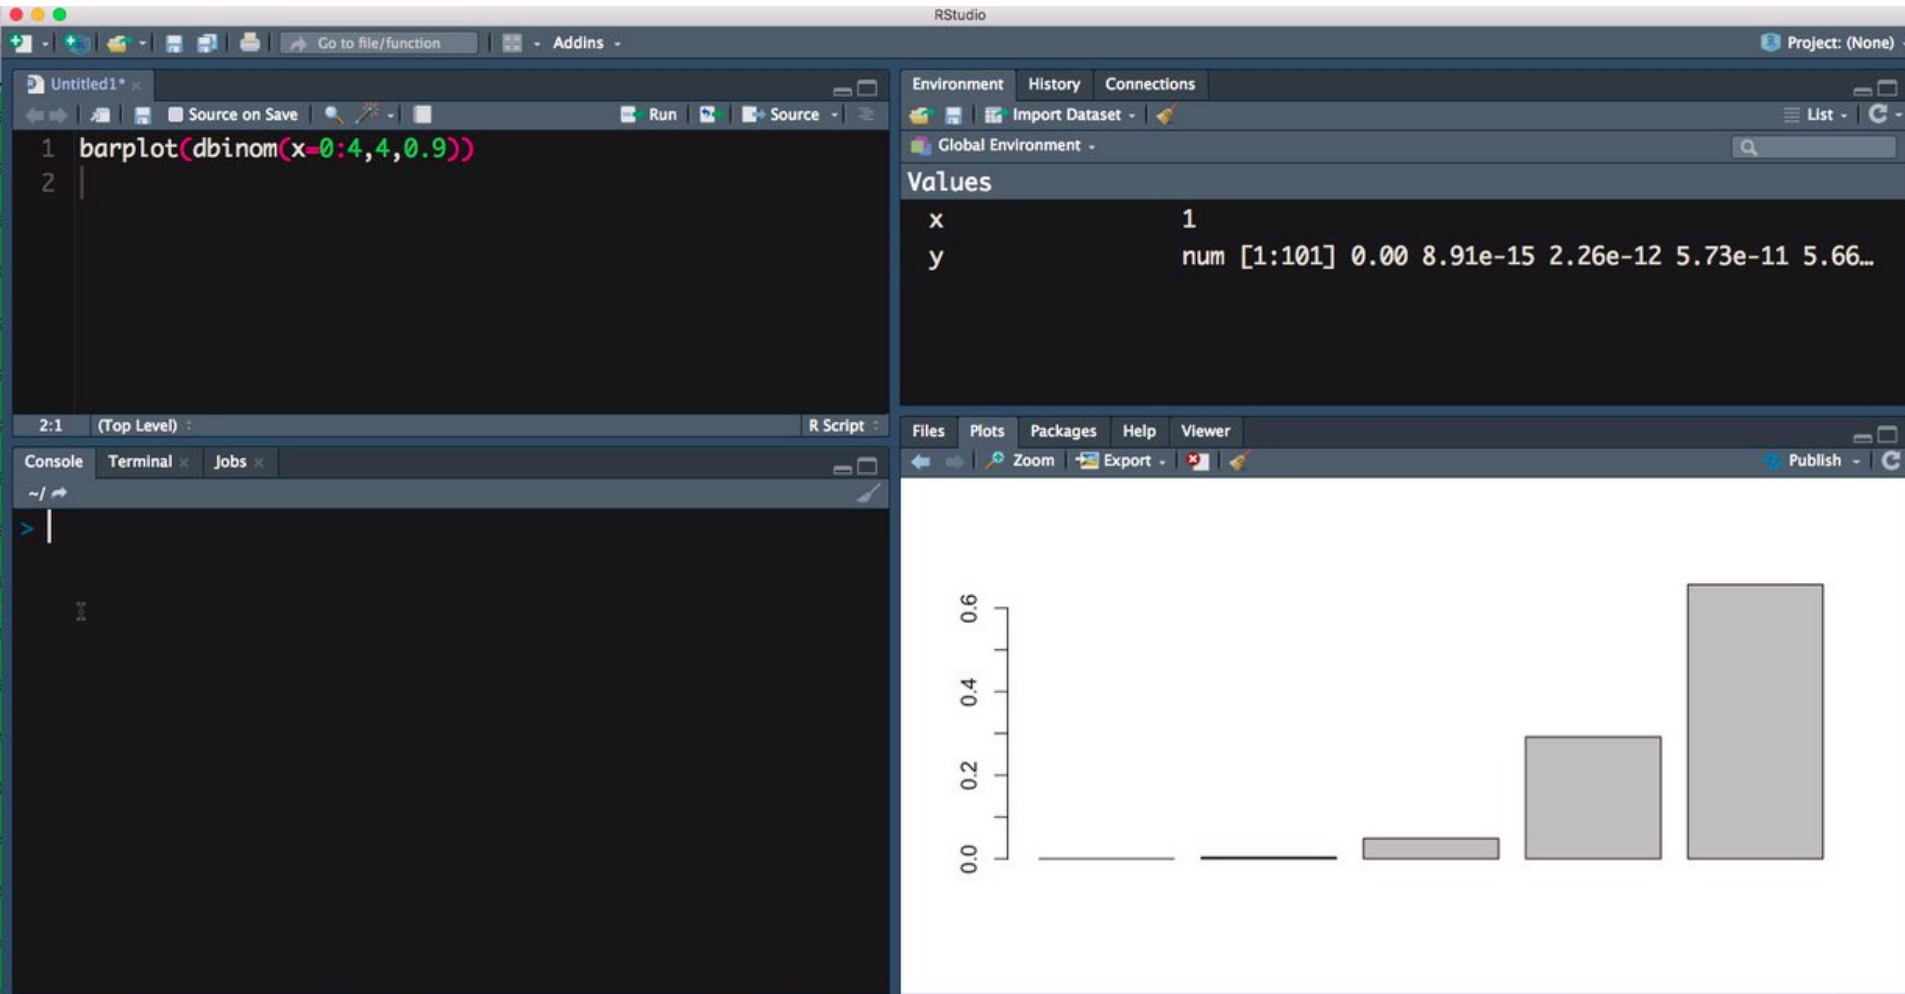 RStudio
Go to file/function
Addins
Project: (None)
Untitled1*
Source on Save
Run
Source
1 barplot(dbinom(x=0:4,4,0.9))
2
2:1 (Top Level)
R Script
Console Terminal Jobs
~/
>
Environment History Connections
Import Dataset
List
Global Environment
Values
x 1
y num [1:101] 0.00 8.91e-15 2.26e-12 5.73e-11 5.66…
Files Plots Packages Help Viewer
Zoom Export
Publish
0.6
0.4
0.2
0.0